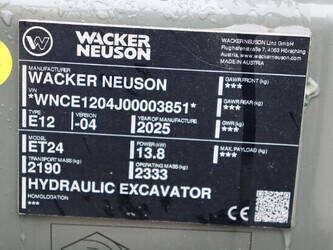 WACKER
NEUSON
WACKER NEUSON Linz GmbH
Flughafenstraße 7, 4063 Hörsching
Austria
www.wackerneuson.com
MADE IN AUSTRIA
MANUFACTURER
WACKER NEUSON
VIN
*WNCE1204J00003851*
TYPE VERSION YEAR OF MANUFACTURE
E12 -04 2025
MODEL POWER(kW)
ET24 13.8
TRANSPORT MASS(kg) OPERATING MASS(kg)
2190 2333
HYDRAULIC EXCAVATOR
HOMOLOGATION
***
GAWR FRONT(kg)
***
GAWR REAR(kg)
***
GWR(kg)
***
MAX. PAYLOAD (kg)
***
CE